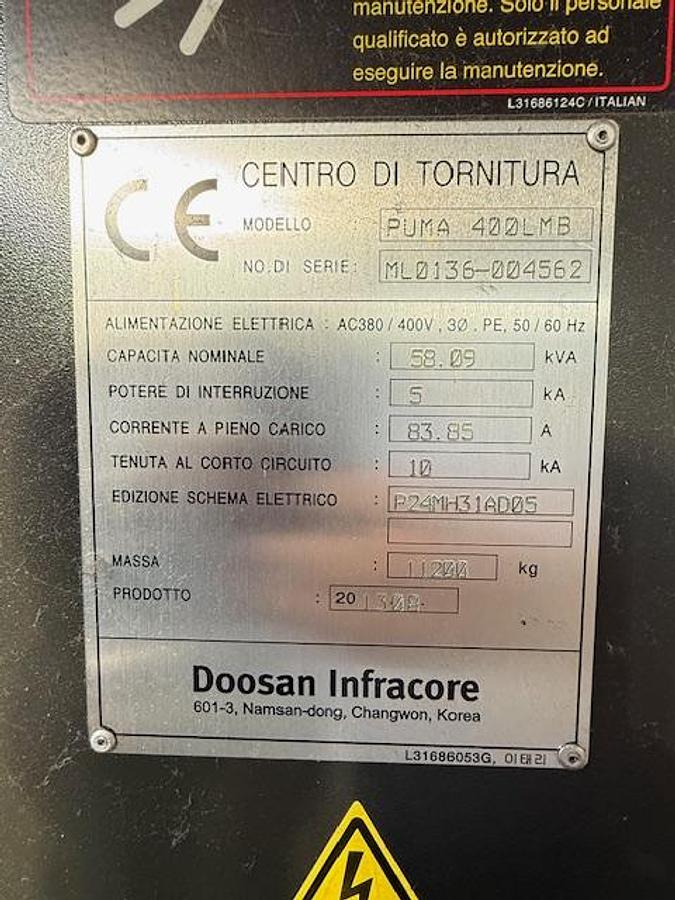 manutenzione. Solo il personale
qualificato è autorizzato ad
eseguire la manutenzione.
L31686124C / ITALIAN
CE
CENTRO DI TORNITURA
MODELLO PUMA 400LMB
NO.DI SERIE: ML0136-004562
ALIMENTAZIONE ELETTRICA : AC380 / 400V , 3Ø . PE, 50 / 60 Hz
CAPACITA NOMINALE : 58.09 kVA
POTERE DI INTERRUZIONE : 5 kA
CORRENTE A PIENO CARICO : 83.85 A
TENUTA AL CORTO CIRCUITO : 10 kA
EDIZIONE SCHEMA ELETTRICO : P24MH31AD05
MASSA : 11200 kg
PRODOTTO : 20
Doosan Infracore
601-3, Namsan-dong, Changwon, Korea
L31686053G, 이태리